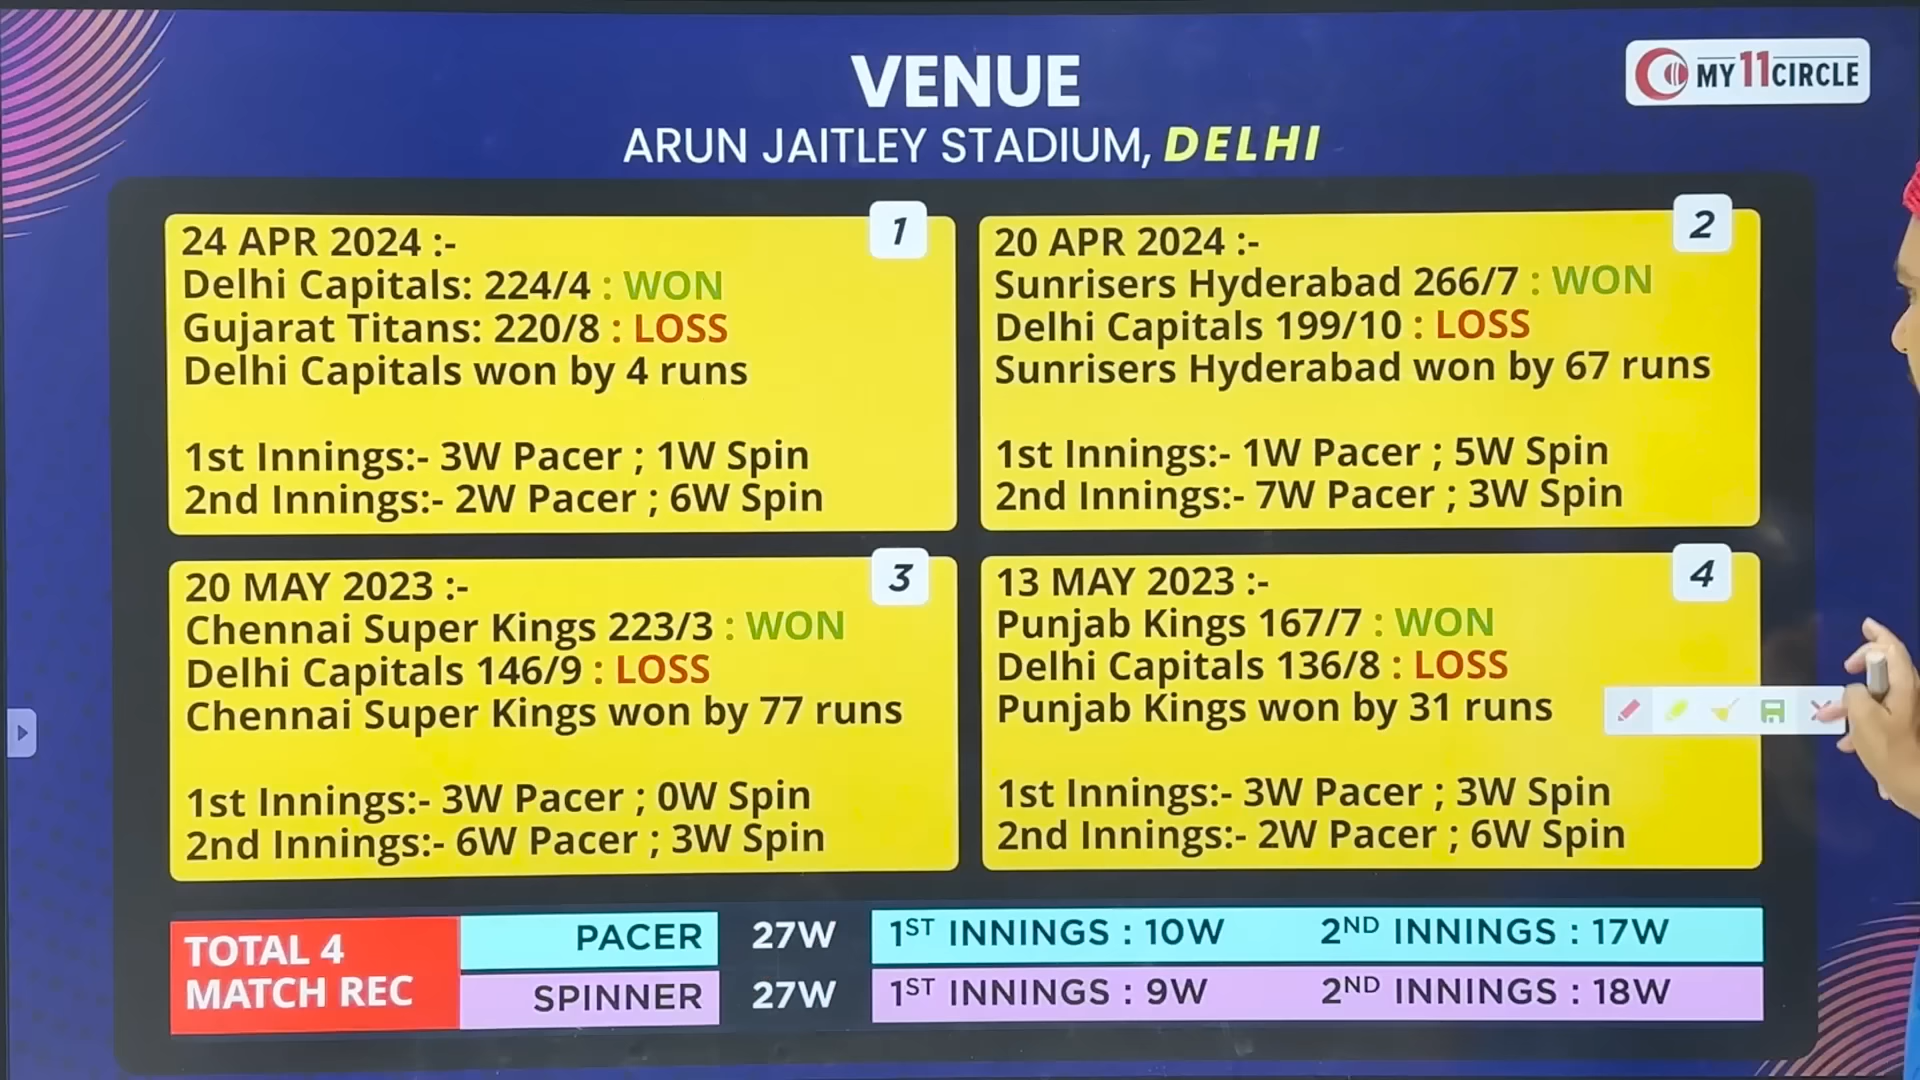 VENUE
ARUN JAITLEY STADIUM, DELHI
MY11CIRCLE
1
24 APR 2024 :-
Delhi Capitals: 224/4 : WON
Gujarat Titans: 220/8 : LOSS
Delhi Capitals won by 4 runs
1st Innings:- 3W Pacer ; 1W Spin
2nd Innings:- 2W Pacer ; 6W Spin
2
20 APR 2024 :-
Sunrisers Hyderabad 266/7 : WON
Delhi Capitals 199/10 : LOSS
Sunrisers Hyderabad won by 67 runs
1st Innings:- 1W Pacer ; 5W Spin
2nd Innings:- 7W Pacer ; 3W Spin
3
20 MAY 2023 :-
Chennai Super Kings 223/3 : WON
Delhi Capitals 146/9 : LOSS
Chennai Super Kings won by 77 runs
1st Innings:- 3W Pacer ; 0W Spin
2nd Innings:- 6W Pacer ; 3W Spin
4
13 MAY 2023 :-
Punjab Kings 167/7 : WON
Delhi Capitals 136/8 : LOSS
Punjab Kings won by 31 runs
1st Innings:- 3W Pacer ; 3W Spin
2nd Innings:- 2W Pacer ; 6W Spin
TOTAL 4
MATCH REC
PACER 27W 1ST INNINGS : 10W 2ND INNINGS : 17W
SPINNER 27W 1ST INNINGS : 9W 2ND INNINGS : 18W